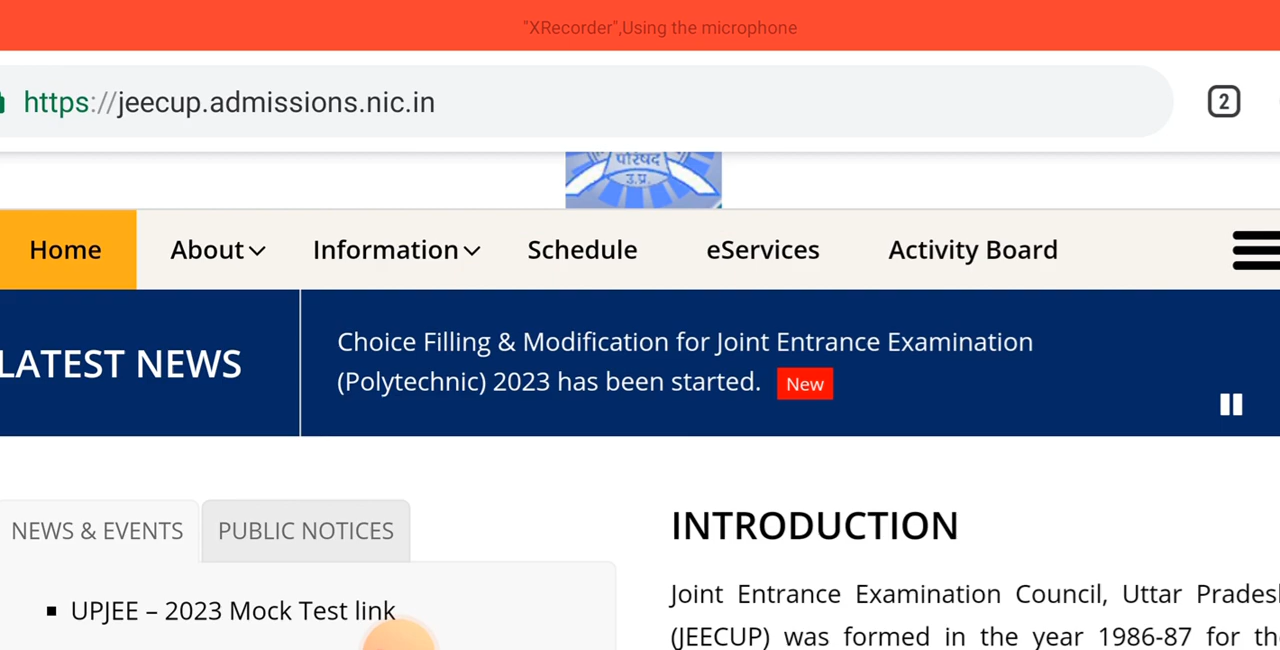 "XRecorder",Using the microphone
https://jeecup.admissions.nic.in
2
परिषद
उ.प्र.
Home
About
Information
Schedule
eServices
Activity Board
LATEST NEWS
Choice Filling & Modification for Joint Entrance Examination
(Polytechnic) 2023 has been started. New
NEWS & EVENTS
PUBLIC NOTICES
▪ UPJEE – 2023 Mock Test link
INTRODUCTION
Joint Entrance Examination Council, Uttar Pradesh
(JEECUP) was formed in the year 1986-87 for the